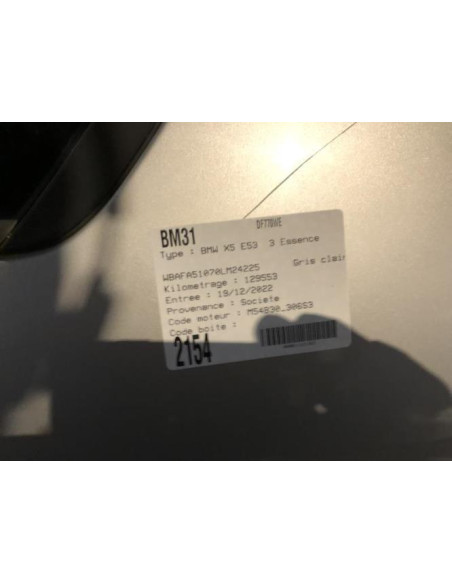 BM31 DF770WE
Type : BMW X5 E53 3 Essence
WBAFA51070LM24225 Gris clair
Kilometrage : 129553
Entree : 19/12/2022
Provenance : Societe
Code moteur : M54B30_306S3
Code boite :
2154